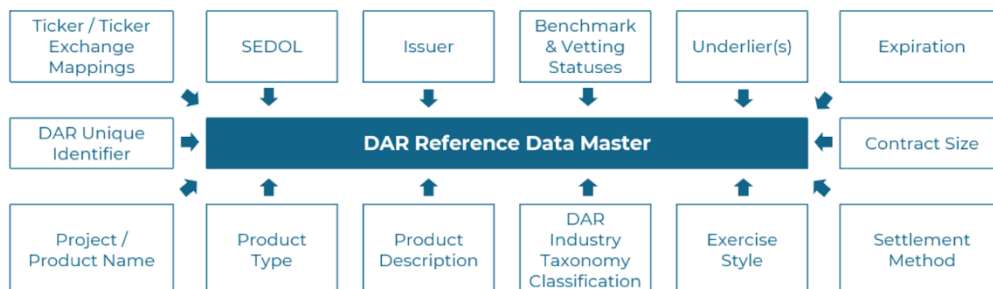 Ticker / Ticker
Exchange
Mappings
SEDOL
Issuer
Benchmark
& Vetting
Statuses
Underlier(s)
Expiration
DAR Unique
Identifier
DAR Reference Data Master
Contract Size
Project /
Product Name
Product
Type
Product
Description
DAR
Industry
Taxonomy
Classification
Exercise
Style
Settlement
Method